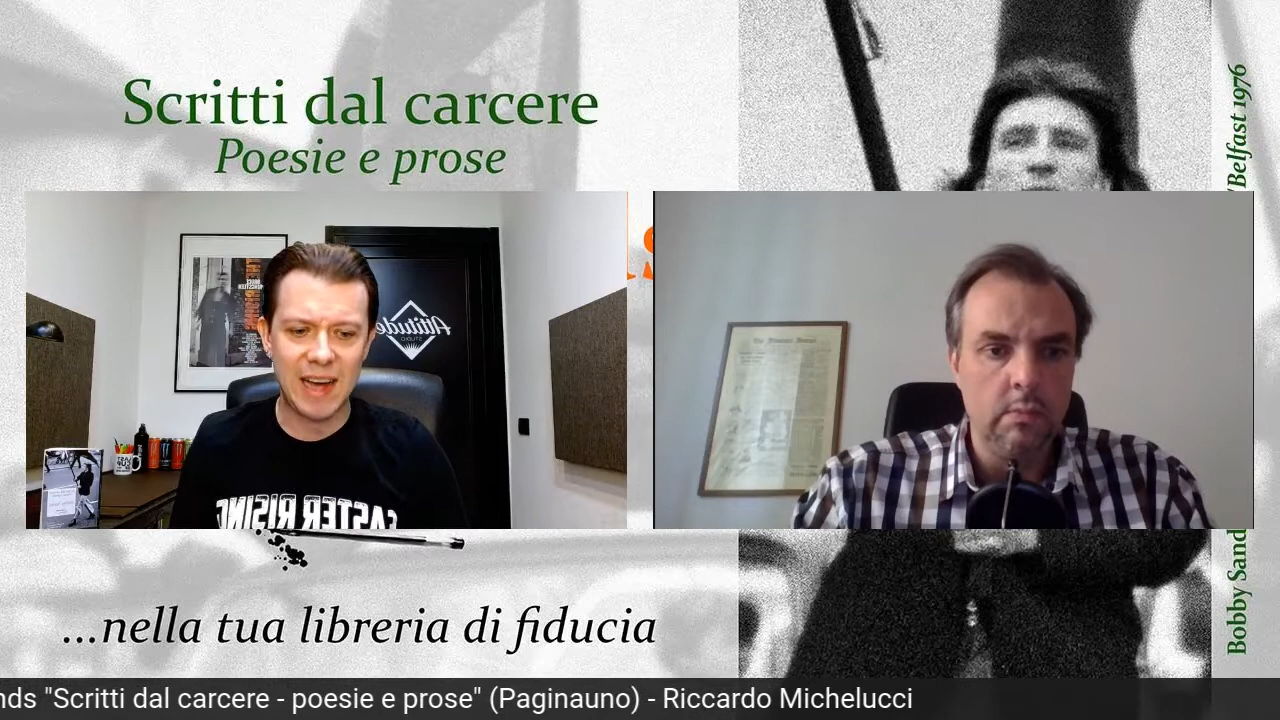 Scritti dal carcere
Poesie e prose
Belfast 1976
Attitude
STUDIO
EASTER RISING
...nella tua libreria di fiducia
Bobby Sand
nds "Scritti dal carcere - poesie e prose" (Paginauno) - Riccardo Michelucci